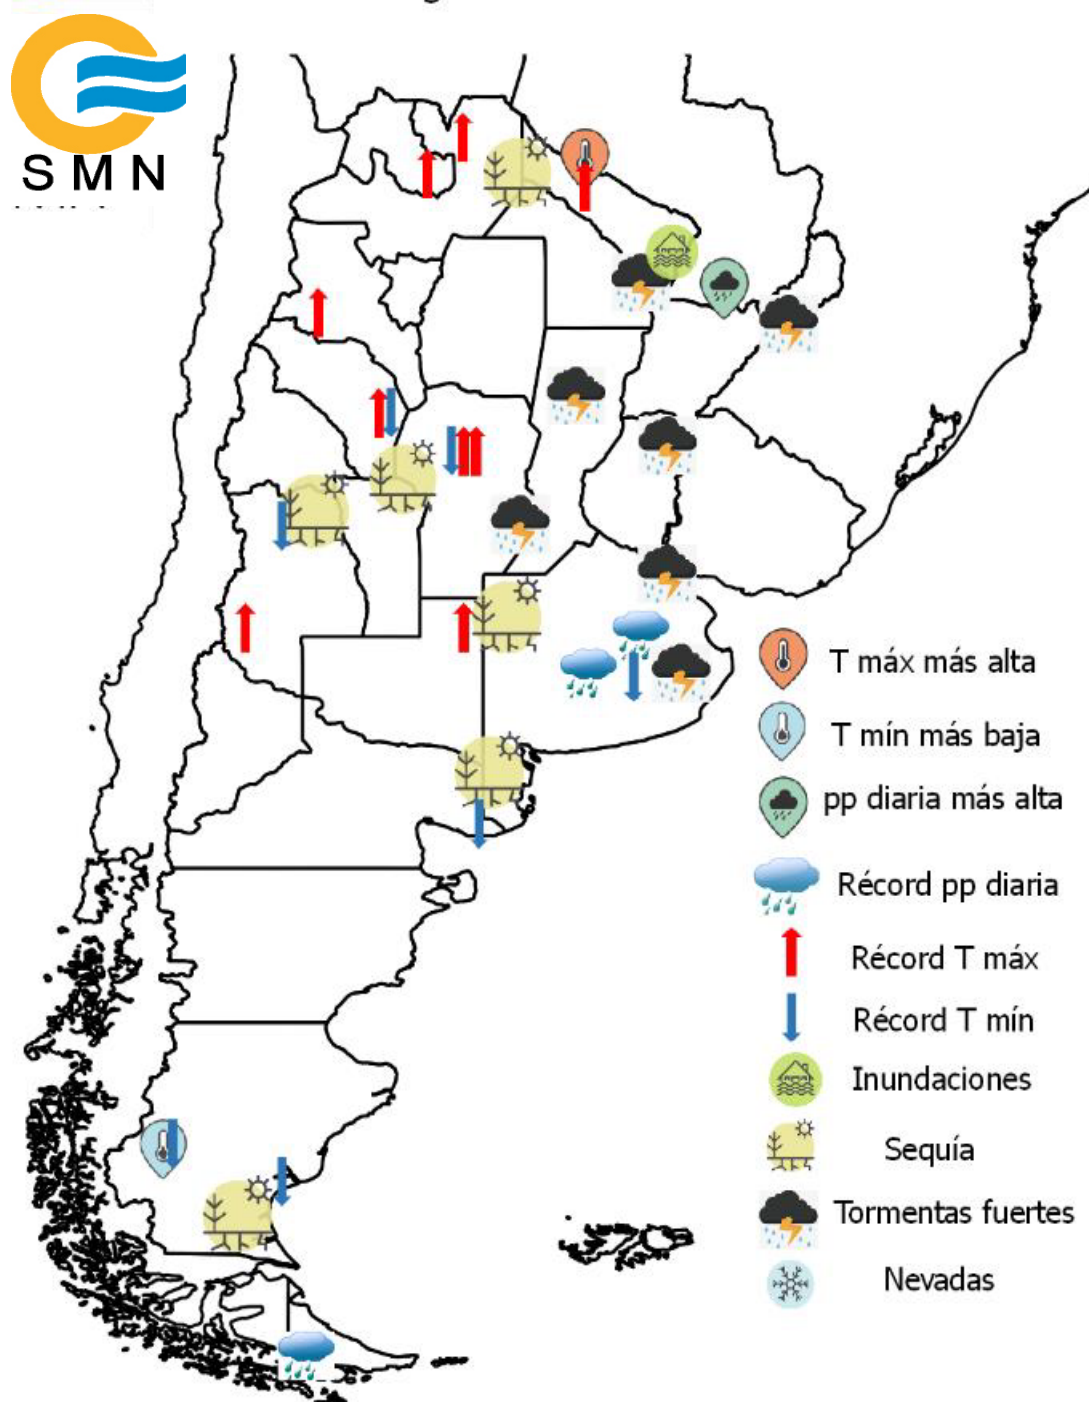 SMN
T máx más alta
T mín más baja
pp diaria más alta
Récord pp diaria
Récord T máx
Récord T mín
Inundaciones
Sequía
Tormentas fuertes
Nevadas